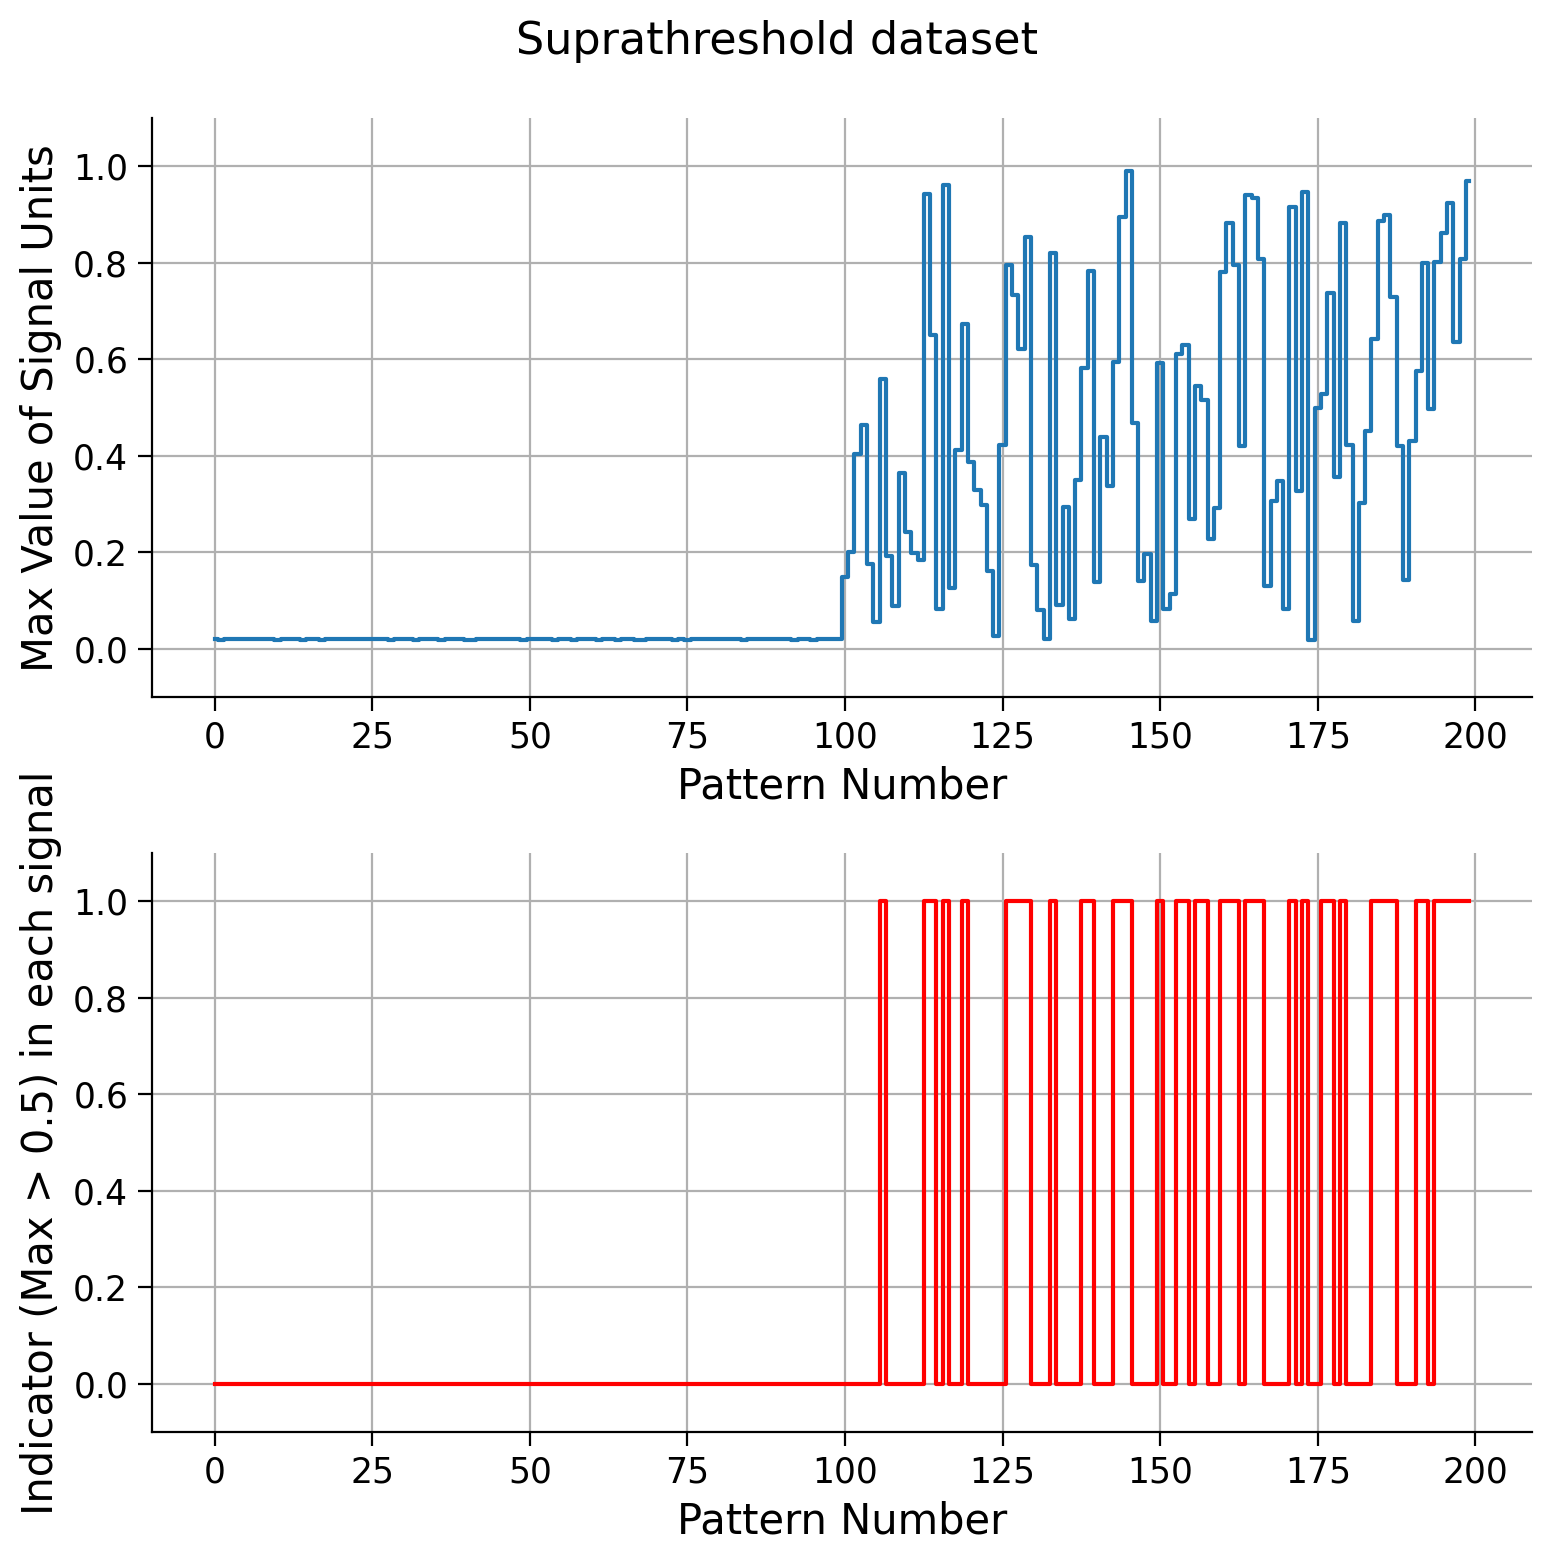 Suprathreshold dataset
Max Value of Signal Units
1.0
0.8
0.6
0.4
0.2
0.0
0 25 50 75 100 125 150 175 200
Pattern Number
Indicator (Max > 0.5) in each signal
1.0
0.8
0.6
0.4
0.2
0.0
0 25 50 75 100 125 150 175 200
Pattern Number